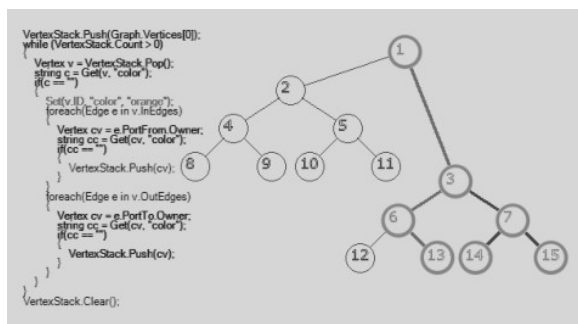 VertexStack.Push(Graph.Vertices[0]);
while (VertexStack.Count > 0)
{
Vertex v = VertexStack.Pop();
string c = Get(v, "color");
if(c == "")
{
Set(v.ID, "color", "orange");
foreach(Edge e in v.InEdges)
{
Vertex cv = e.PortFrom.Owner;
string cc = Get(cv, "color");
if(cc == "")
{
VertexStack.Push(cv);
}
}
foreach(Edge e in v.OutEdges)
{
Vertex cv = e.PortTo.Owner;
string cc = Get(cv, "color");
if(cc == "")
{
VertexStack.Push(cv);
}
}
}
}
VertexStack.Clear();
1
2
4 5
8 9 10 11
3
6 7
12 13 14 15